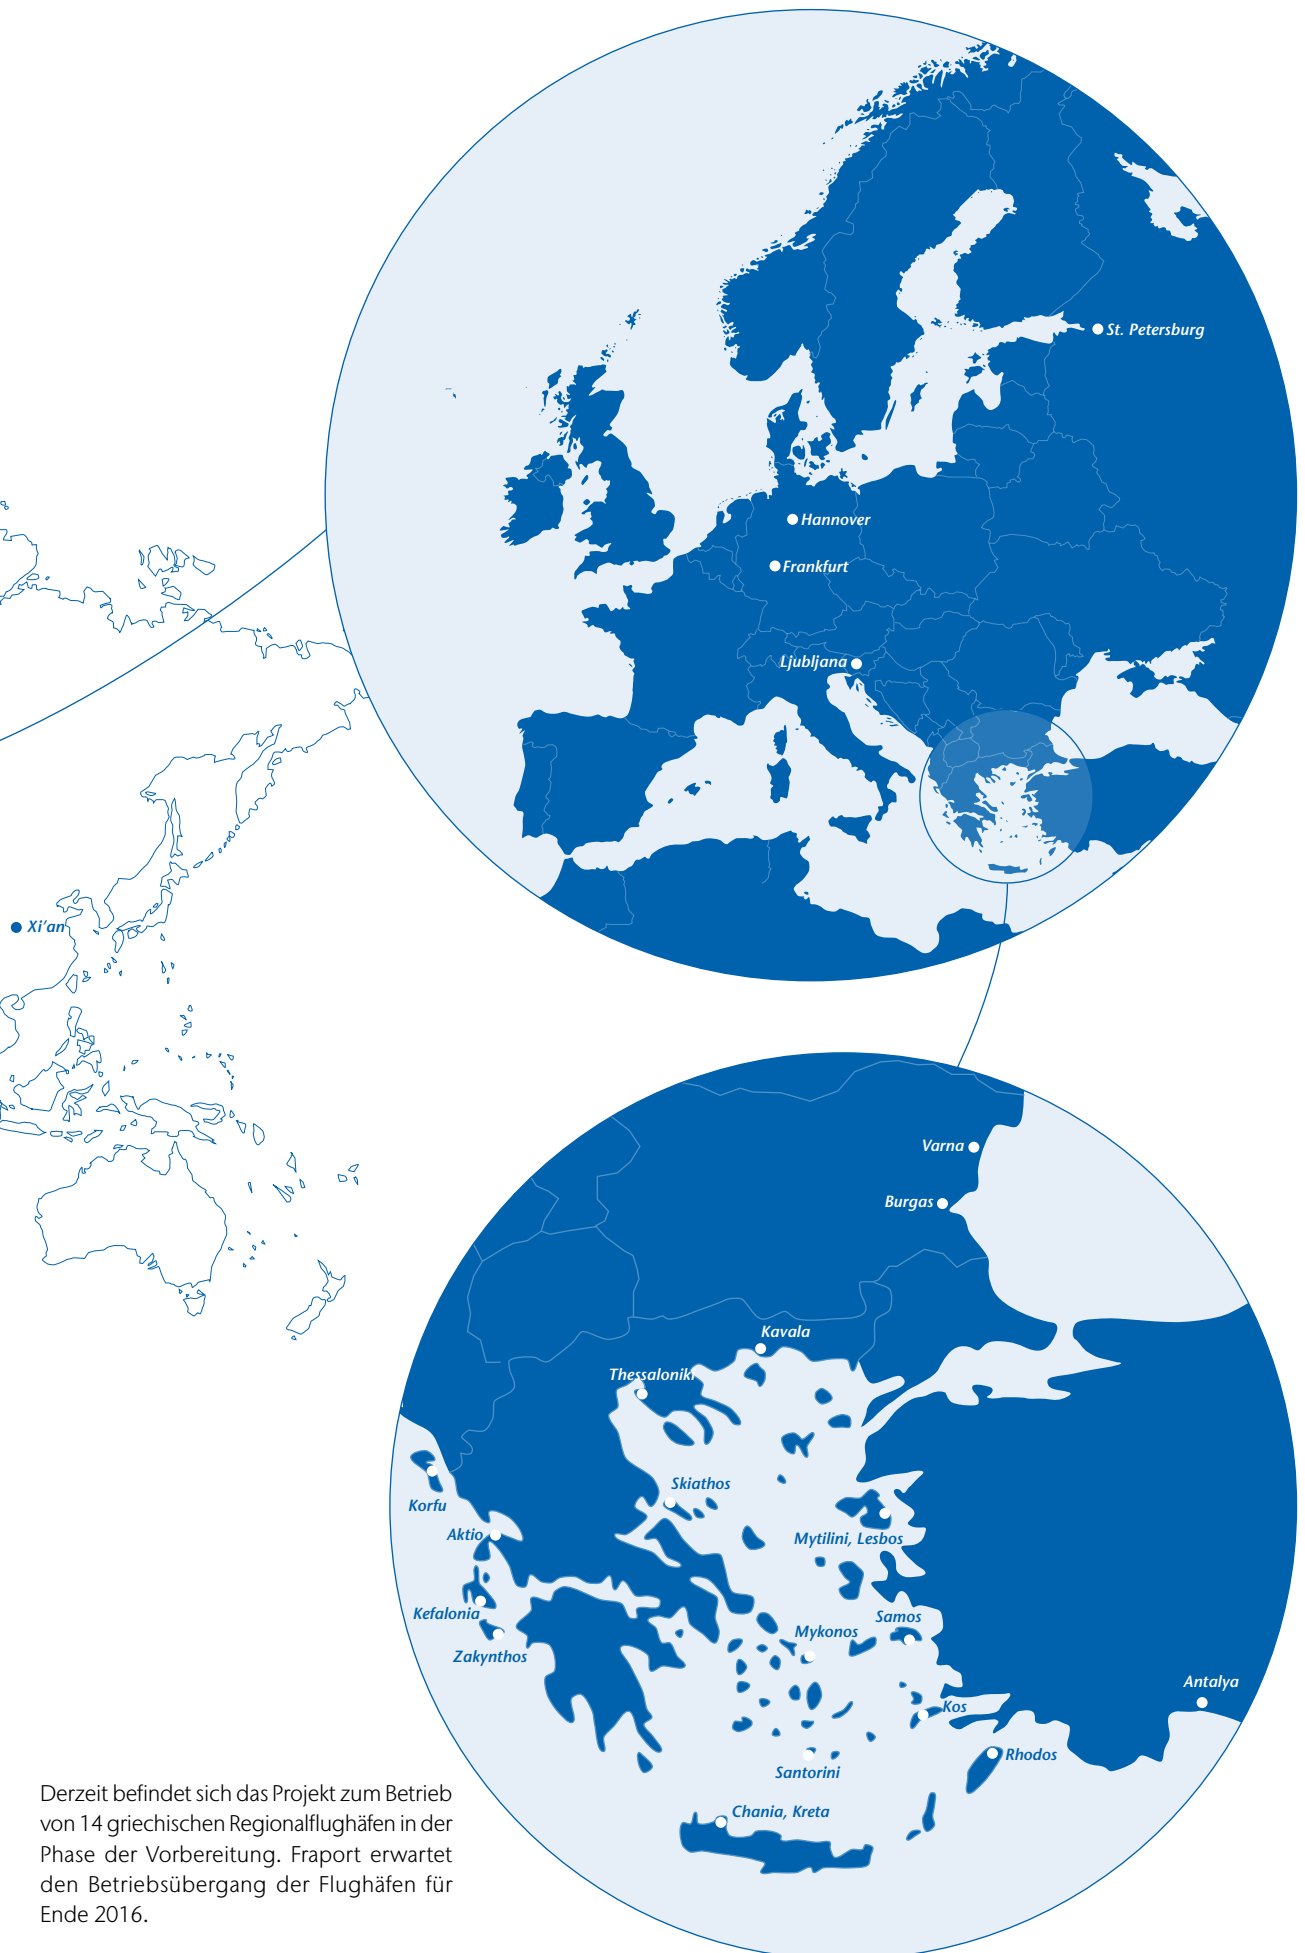 St. Petersburg
Hannover
Frankfurt
Ljubljana
Xi’an
Varna
Burgas
Kavala
Thessaloniki
Skiathos
Korfu
Aktio
Mytilini, Lesbos
Kefalonia
Samos
Mykonos
Zakynthos
Antalya
Kos
Rhodos
Santorini
Chania, Kreta
Derzeit befindet sich das Projekt zum Betrieb
von 14 griechischen Regionalflughäfen in der
Phase der Vorbereitung. Fraport erwartet
den Betriebsübergang der Flughäfen für
Ende 2016.